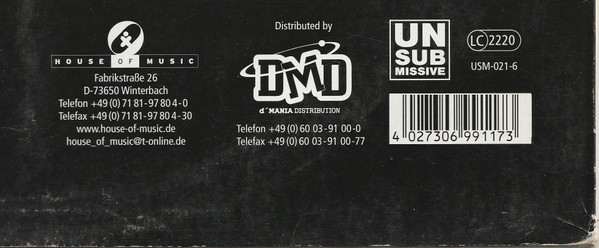 HOUSE OF MUSIC
Fabrikstraße 26
D-73650 Winterbach
Telefon +49 (0) 71 81-97 80 4-0
Telefax +49 (0) 71 81-97 80 4-30
www.house-of-music.de
house_of_music@t-online.de
Distributed by
DMD
d´MANIA DISTRIBUTION
Telefon +49 (0) 60 03-91 00-0
Telefax +49 (0) 60 03-91 00-77
UN
SUB
MISSIVE
LC 2220
USM-021-6
4 027306 991173